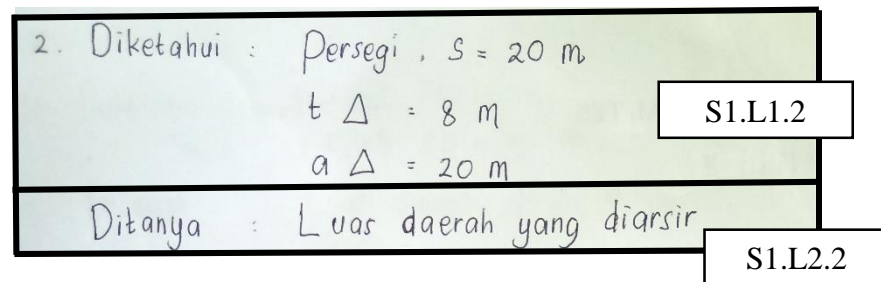 2. Diketahui : Persegi, S = 20 m
t △ = 8 m
S1.L1.2
a △ = 20 m
Ditanya : Luas daerah yang diarsir
S1.L2.2